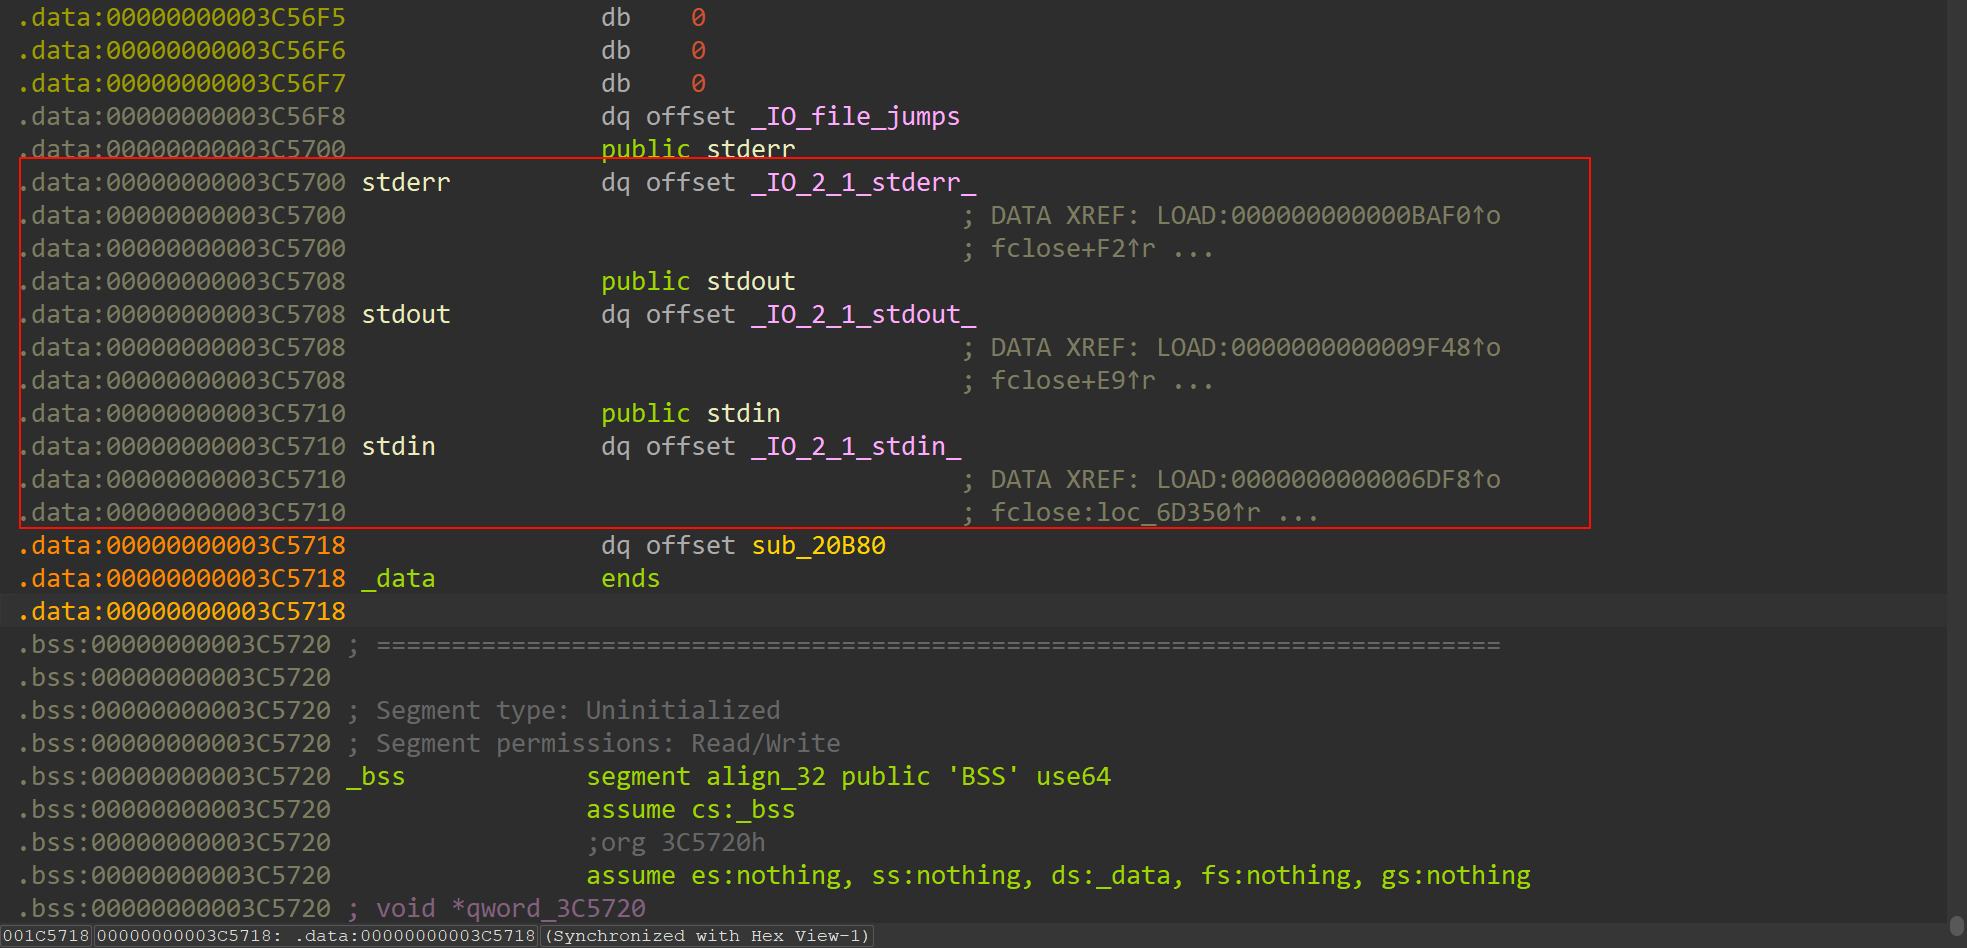 .data:00000000003C56F5                 db    0
.data:00000000003C56F6                 db    0
.data:00000000003C56F7                 db    0
.data:00000000003C56F8                 dq offset _IO_file_jumps
.data:00000000003C5700                 public stderr
.data:00000000003C5700 stderr          dq offset _IO_2_1_stderr_
.data:00000000003C5700                                         ; DATA XREF: LOAD:000000000000BAF0↑o
.data:00000000003C5700                                         ; fclose+F2↑r ...
.data:00000000003C5708                 public stdout
.data:00000000003C5708 stdout          dq offset _IO_2_1_stdout_
.data:00000000003C5708                                         ; DATA XREF: LOAD:0000000000009F48↑o
.data:00000000003C5708                                         ; fclose+E9↑r ...
.data:00000000003C5710                 public stdin
.data:00000000003C5710 stdin           dq offset _IO_2_1_stdin_
.data:00000000003C5710                                         ; DATA XREF: LOAD:0000000000006DF8↑o
.data:00000000003C5710                                         ; fclose:loc_6D350↑r ...
.data:00000000003C5718                 dq offset sub_20B80
.data:00000000003C5718 _data           ends
.data:00000000003C5718
.bss:00000000003C5720 ; ===========================================================================
.bss:00000000003C5720
.bss:00000000003C5720 ; Segment type: Uninitialized
.bss:00000000003C5720 ; Segment permissions: Read/Write
.bss:00000000003C5720 _bss            segment align_32 public 'BSS' use64
.bss:00000000003C5720                 assume cs:_bss
.bss:00000000003C5720                 ;org 3C5720h
.bss:00000000003C5720                 assume es:nothing, ss:nothing, ds:_data, fs:nothing, gs:nothing
.bss:00000000003C5720 ; void *qword_3C5720
001C5718 00000000003C5718: .data:00000000003C5718 (Synchronized with Hex View-1)